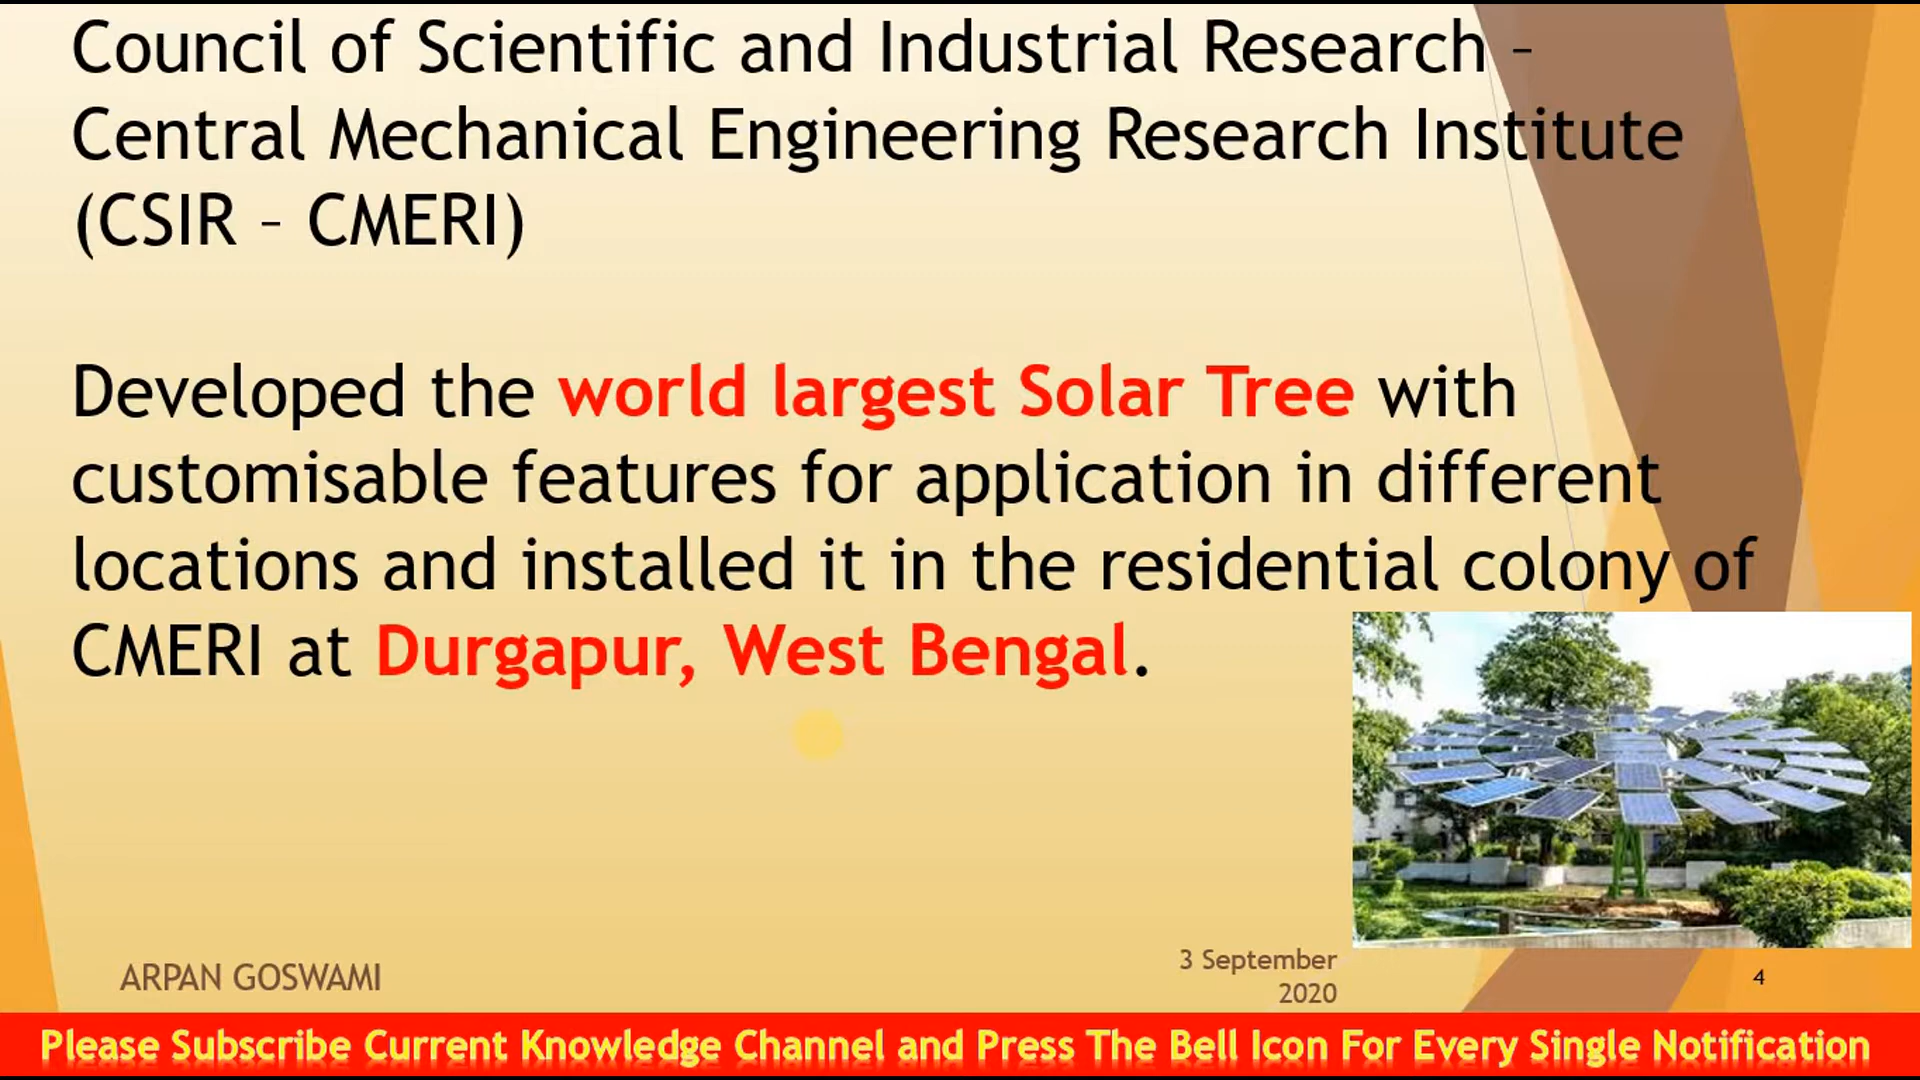 Council of Scientific and Industrial Research –
Central Mechanical Engineering Research Institute
(CSIR – CMERI)
Developed the world largest Solar Tree with
customisable features for application in different
locations and installed it in the residential colony of
CMERI at Durgapur, West Bengal.
ARPAN GOSWAMI
3 September
2020
4
Please Subscribe Current Knowledge Channel and Press The Bell Icon For Every Single Notification